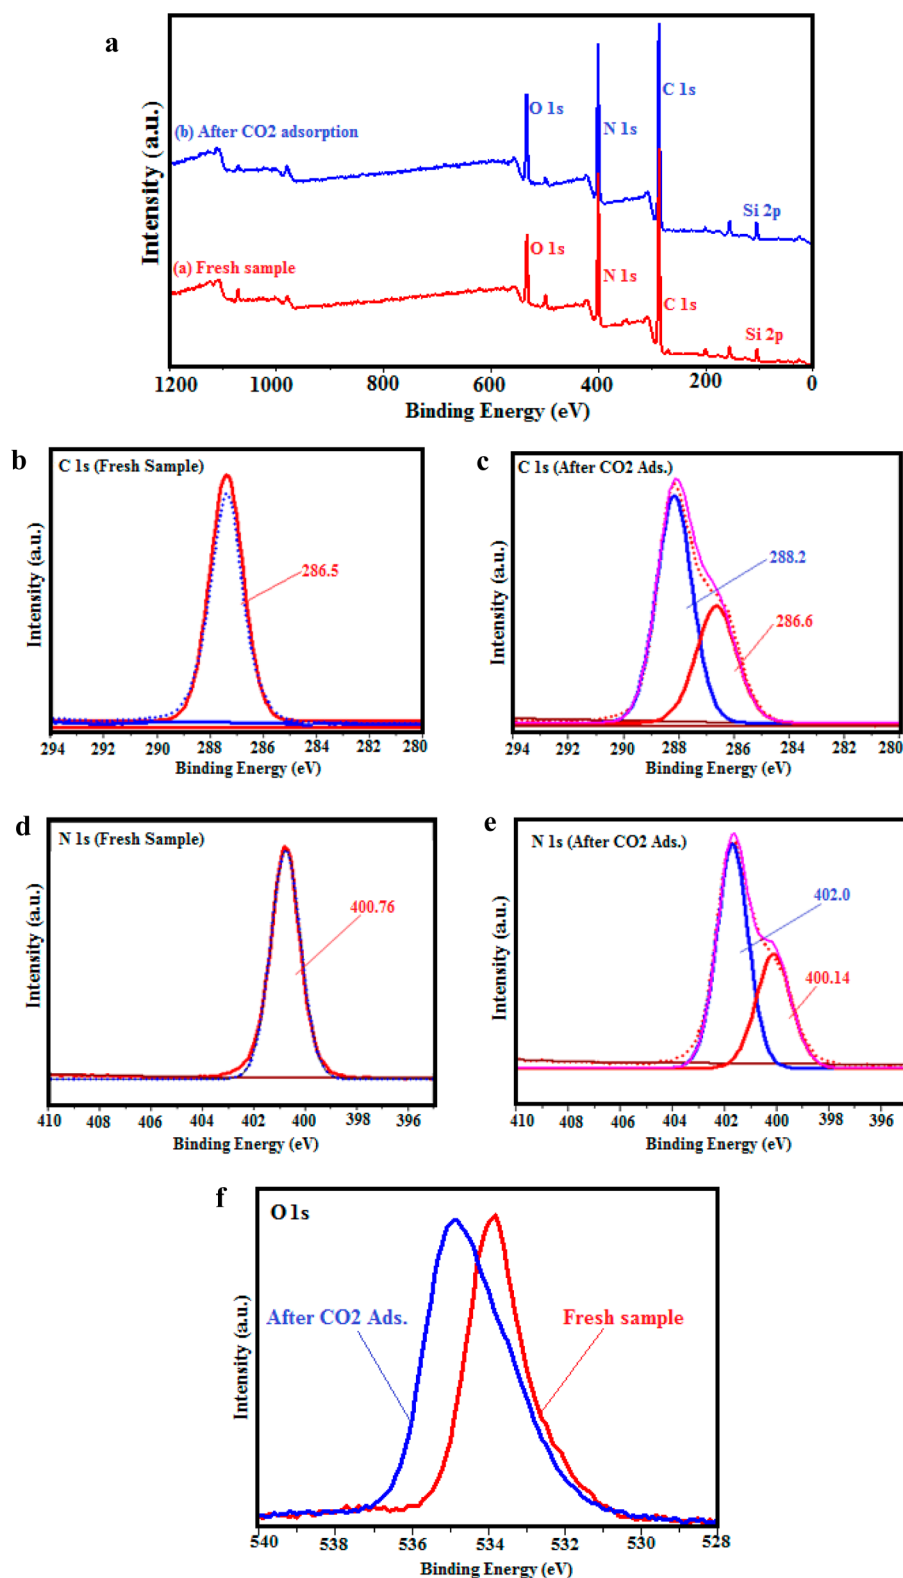 a
Intensity (a.u.)
(b) After CO2 adsorption
O 1s
N 1s
C 1s
Si 2p
(a) Fresh sample
O 1s
N 1s
C 1s
Si 2p
1200 1000 800 600 400 200 0
Binding Energy (eV)
b
C 1s (Fresh Sample)
Intensity (a.u.)
286.5
294 292 290 288 286 284 282 280
Binding Energy (eV)
c
C 1s (After CO2 Ads.)
Intensity (a.u.)
288.2
286.6
294 292 290 288 286 284 282 280
Binding Energy (eV)
d
N 1s (Fresh Sample)
Intensity (a.u.)
400.76
410 408 406 404 402 400 398 396
Binding Energy (eV)
e
N 1s (After CO2 Ads.)
Intensity (a.u.)
402.0
400.14
410 408 406 404 402 400 398 396
Binding Energy (eV)
f
O 1s
Intensity (a.u.)
After CO2 Ads.
Fresh sample
540 538 536 534 532 530 528
Binding Energy (eV)